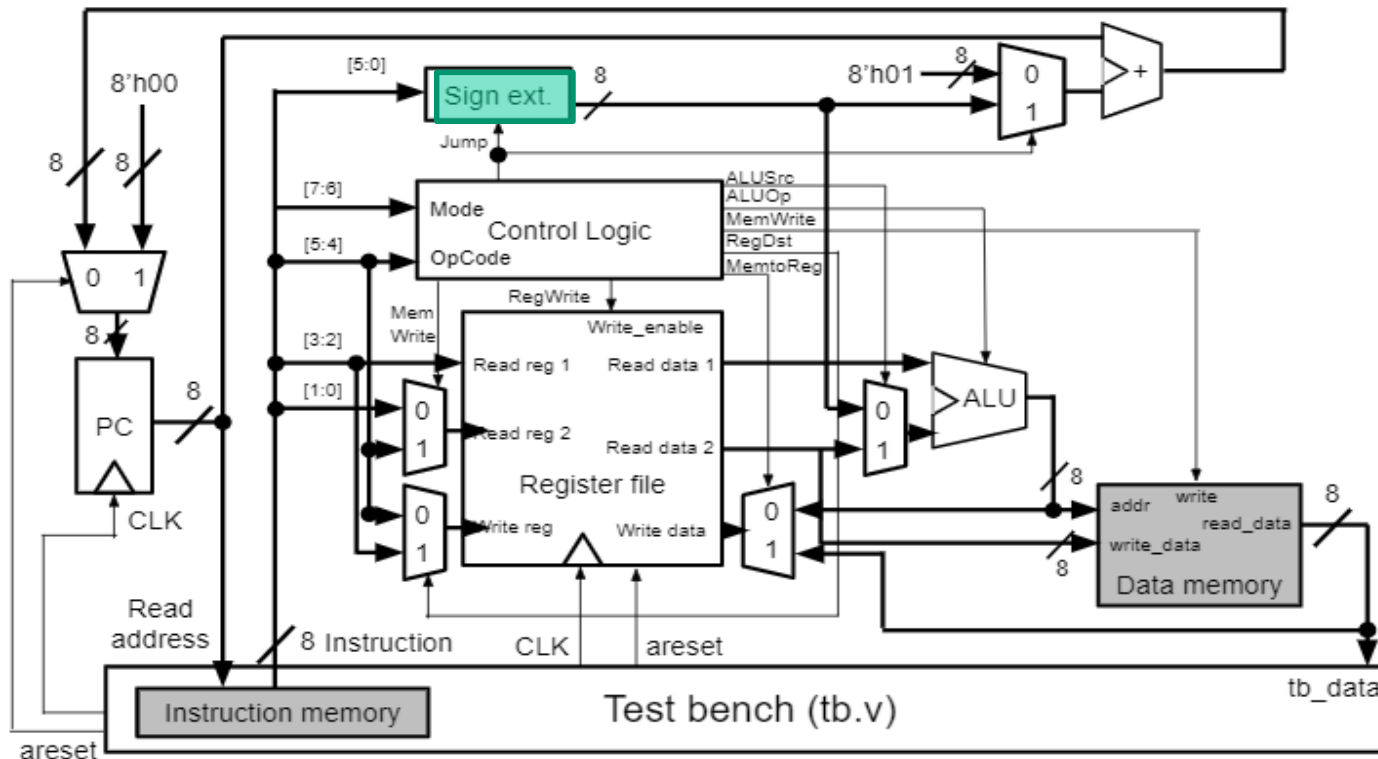 [5:0]
8
8'h00
8'h01
8
0
1
+
Sign ext.
8
Jump
8
8
[7:6]
Mode
Control Logic
ALUSrc
ALUOp
MemWrite
[5:4]
OpCode
RegDst
MemtoReg
0
1
RegWrite
Mem
Write
Write_enable
8
[3:2]
Read reg 1
Read data 1
8
[1:0]
0
1
0
1
ALU
PC
Read reg 2
Read data 2
Register file
8
8
0
1
Write reg
Write data
0
1
addr
write
read_data
write_data
8
Data memory
CLK
Read
address
8
Instruction
CLK
areset
tb_data
Instruction memory
Test bench (tb.v)
areset